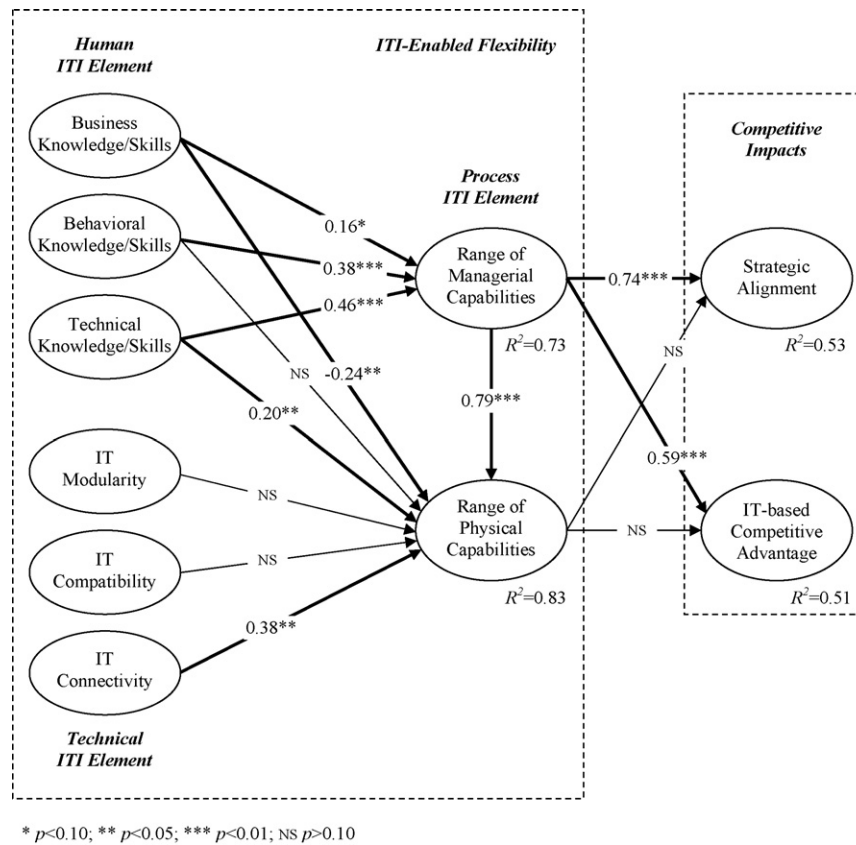 Human
ITI Element
ITI-Enabled Flexibility
Business
Knowledge/Skills
Competitive
Impacts
Process
ITI Element
0.16*
Behavioral
Knowledge/Skills
0.38***
Range of
Managerial
Capabilities
0.74***
Strategic
Alignment
0.46***
Technical
Knowledge/Skills
R²=0.73
NS
R²=0.53
NS
-0.24**
0.79***
0.20**
0.59***
IT
Modularity
NS
Range of
Physical
Capabilities
NS
IT-based
Competitive
Advantage
NS
IT
Compatibility
R²=0.83
R²=0.51
0.38**
IT
Connectivity
Technical
ITI Element
* p<0.10; ** p<0.05; *** p<0.01; NS p>0.10